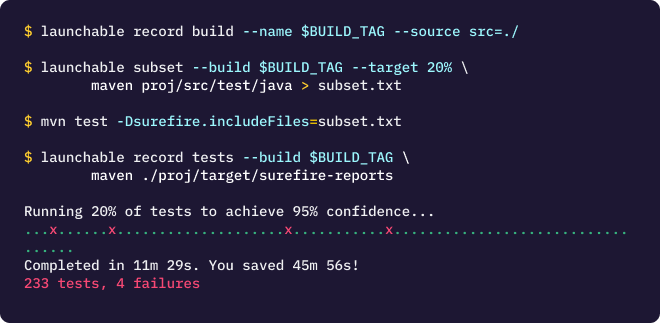 $ launchable record build --name $BUILD_TAG --source src=./
$ launchable subset --build $BUILD_TAG --target 20% \
maven proj/src/test/java > subset.txt
$ mvn test -Dsurefire.includeFiles=subset.txt
$ launchable record tests --build $BUILD_TAG \
maven ./proj/target/surefire-reports
Running 20% of tests to achieve 95% confidence...
...x......x....................x...........x............................
......
Completed in 11m 29s. You saved 45m 56s!
233 tests, 4 failures